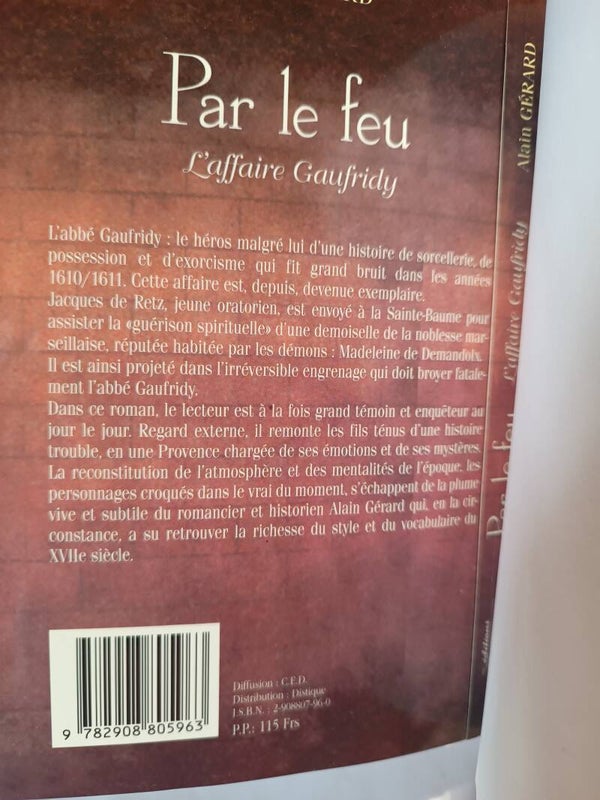 Par le feu
L'affaire Gaufridy
L'abbé Gaufridy : le héros malgré lui d'une histoire de sorcellerie, de
possession et d'exorcisme qui fit grand bruit dans les années
1610/1611. Cette affaire est, depuis, devenue exemplaire.
Jacques de Retz, jeune oratorien, est envoyé à la Sainte-Baume pour
assister la «guérison spirituelle» d'une demoiselle de la noblesse mar-
seillaise, réputée habitée par les démons : Madeleine de Demandolx.
Il est ainsi projeté dans l'irréversible engrenage qui doit broyer fatale-
ment l'abbé Gaufridy.
Dans ce roman, le lecteur est à la fois grand témoin et enquêteur au
jour le jour. Regard externe, il remonte les fils ténus d'une histoire
trouble, en une Provence chargée de ses émotions et de ses mystères.
La reconstitution de l'atmosphère et des mentalités de l'époque, les
personnages croqués dans le vrai du moment, s'échappent de la plume
vive et subtile du romancier et historien Alain Gérard qui, en la cir-
constance, a su retrouver la richesse du style et du vocabulaire du
XVIIe siècle.
9 782908 805963
Diffusion : C.E.D.
Distribution : Distique
I.S.B.N. : 2-908807-96-0
P.P.: 115 Frs
Alain GÉRARD
L'affaire Gaufridy
Par le feu
éditions